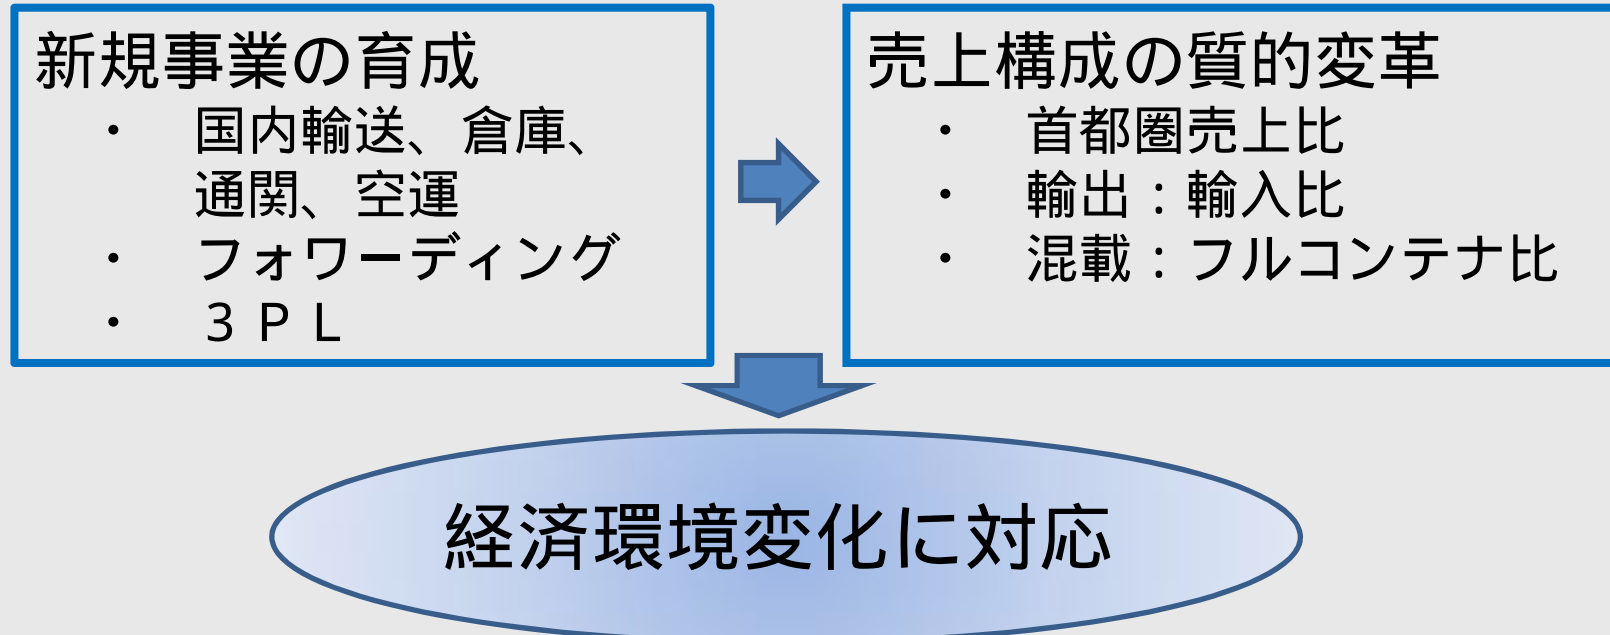 新規事業の育成
・ 国内輸送、倉庫、
通関、空運
・ フォワーディング
・ ３ＰＬ
売上構成の質的変革
・ 首都圏売上比
・ 輸出：輸入比
・ 混載：フルコンテナ比
経済環境変化に対応